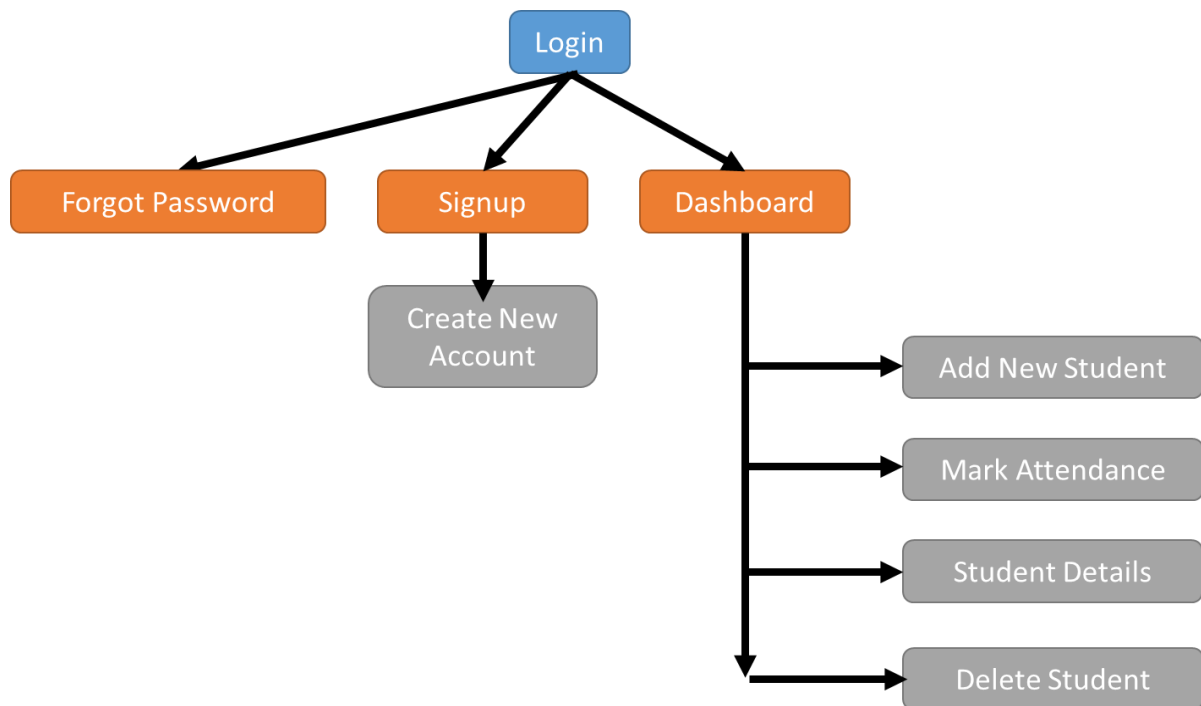 Login
Forgot Password
Signup
Dashboard
Create New
Account
Add New Student
Mark Attendance
Student Details
Delete Student